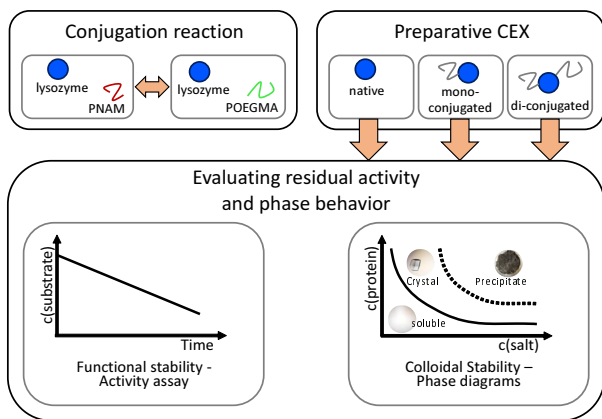 Conjugation reaction
lysozyme
PNAM
lysozyme
POEGMA
Preparative CEX
native
mono-
conjugated
di-conjugated
Evaluating residual activity
and phase behavior
c(substrate)
Time
Functional stability -
Activity assay
c(protein)
Crystal
Precipitate
soluble
c(salt)
Colloidal Stability –
Phase diagrams